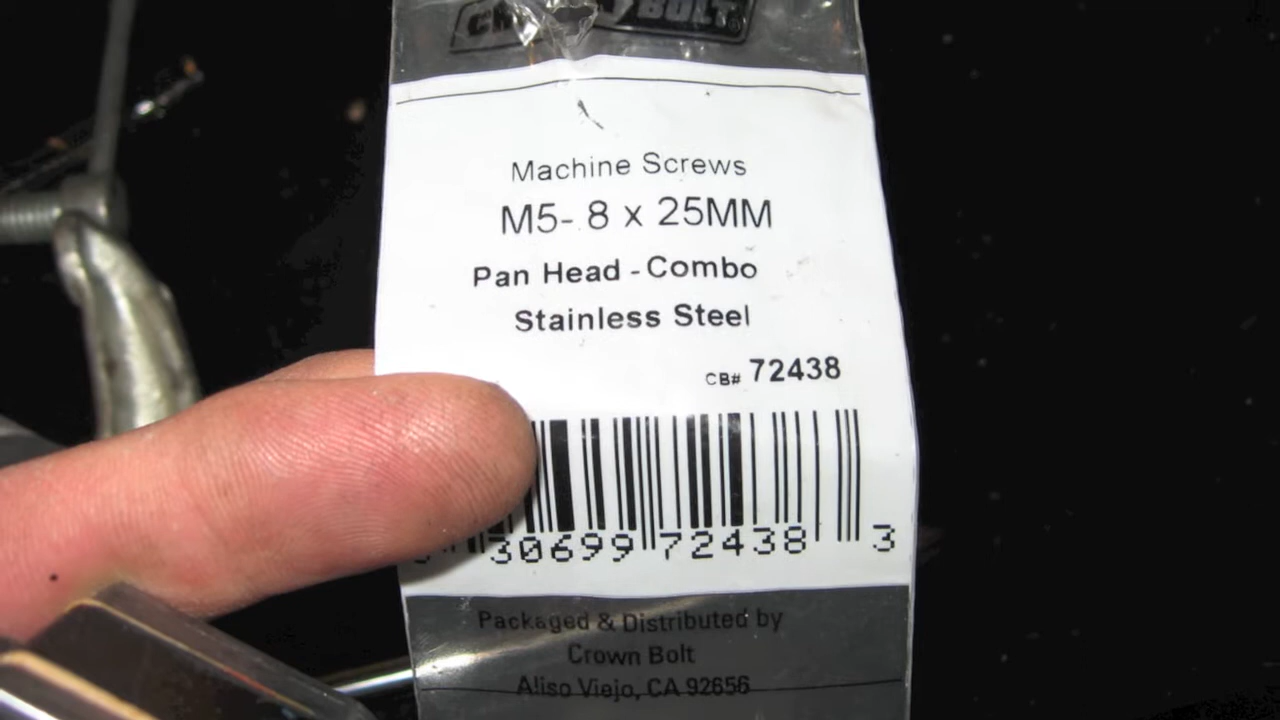 BOLT
Machine Screws
M5-.8 x 25MM
Pan Head - Combo
Stainless Steel
CB# 72438
30699 72438 3
Packaged & Distributed by
Crown Bolt
Aliso Viejo, CA 92656